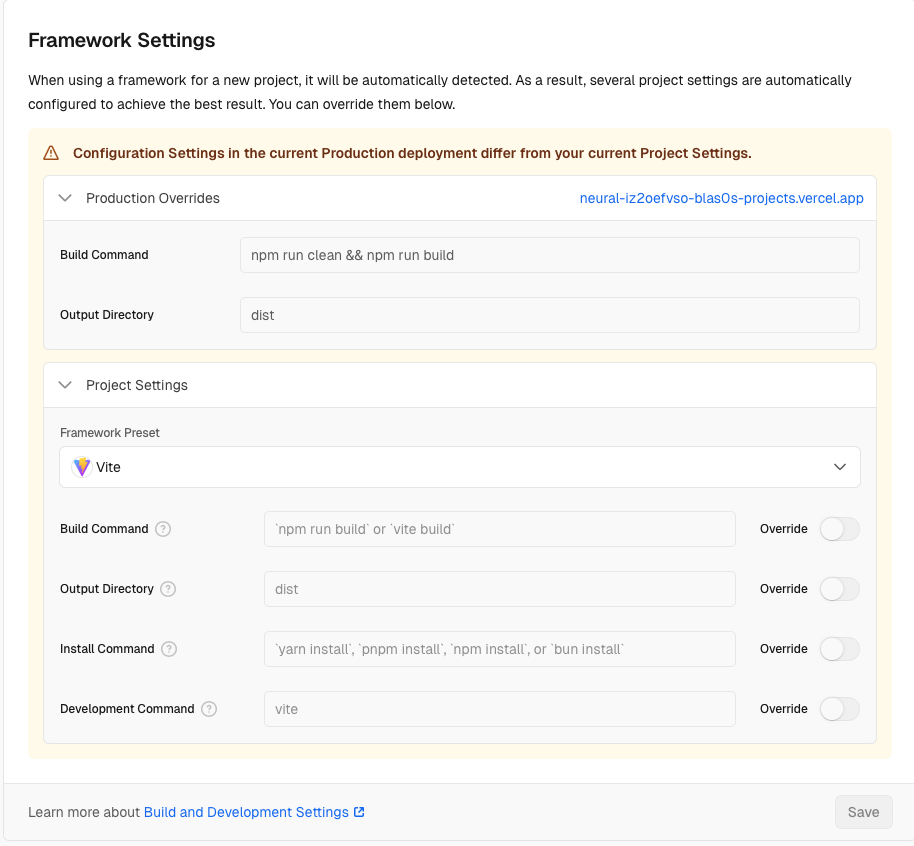 Framework Settings
When using a framework for a new project, it will be automatically detected. As a result, several project settings are automatically
configured to achieve the best result. You can override them below.
Configuration Settings in the current Production deployment differ from your current Project Settings.
Production Overrides neural-iz2oefvso-blas0s-projects.vercel.app
Build Command npm run clean && npm run build
Output Directory dist
Project Settings
Framework Preset
Vite
Build Command ? `npm run build` or `vite build` Override
Output Directory ? dist Override
Install Command ? `yarn install`, `pnpm install`, `npm install`, or `bun install` Override
Development Command ? vite Override
Learn more about Build and Development Settings Save